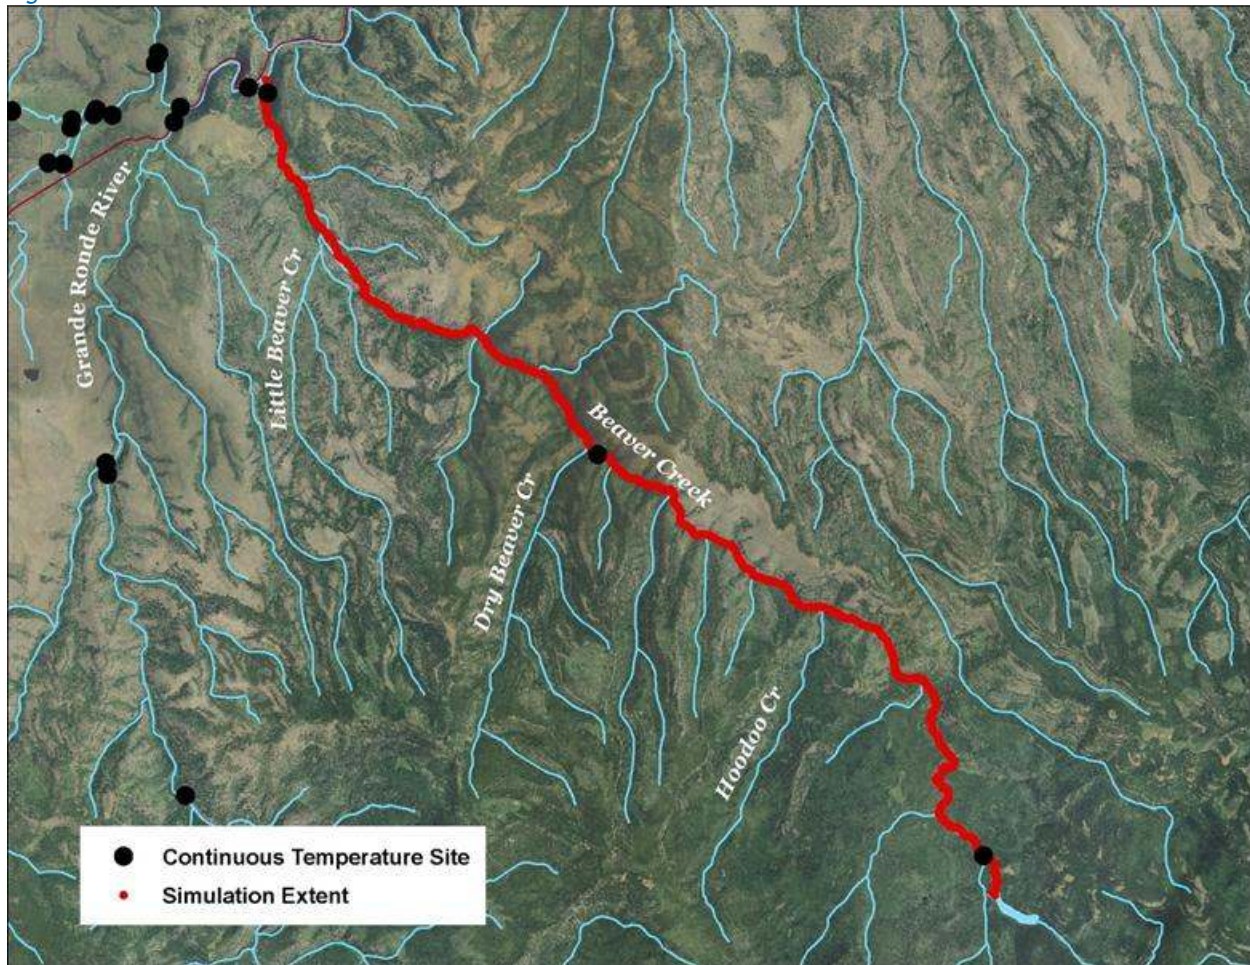 Grande Ronde River
Little Beaver Cr
Beaver Creek
Dry Beaver Cr
Hoodoo Cr
Continuous Temperature Site
Simulation Extent